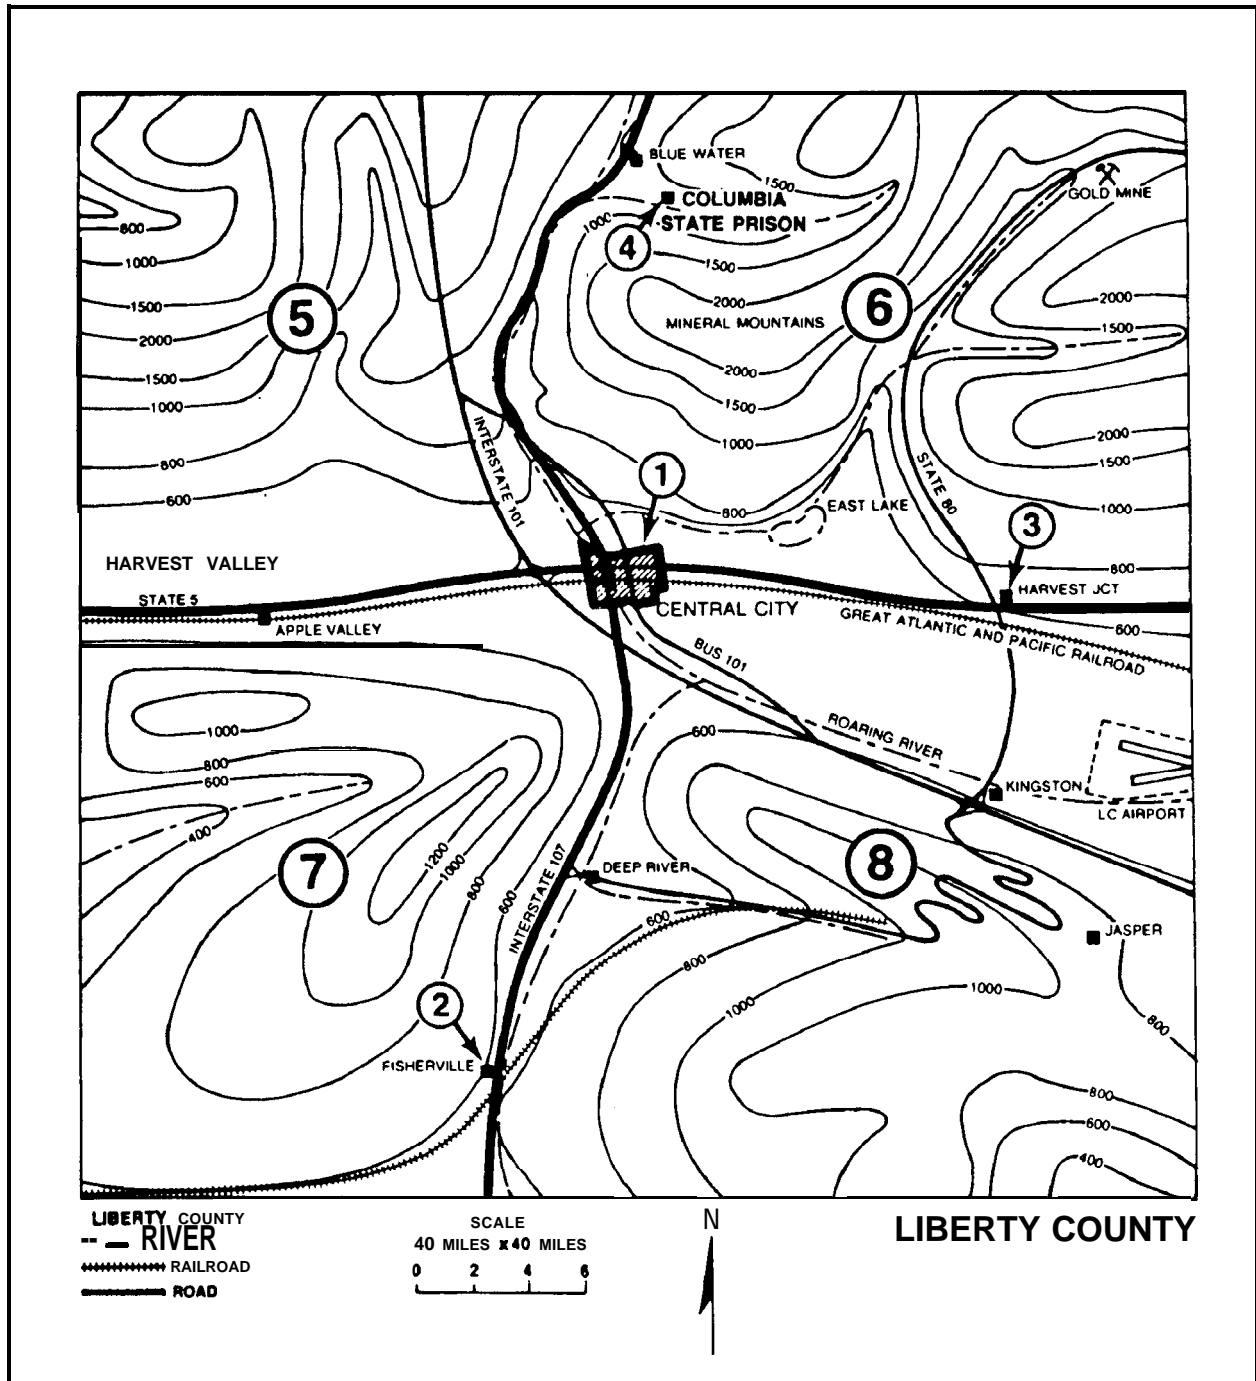 BLUE WATER
1500
GOLD MINE
COLUMBIA
STATE PRISON
800
1000
4
1000
1500
1500
5
2000
6
2000
2000
MINERAL MOUNTAINS
1500
1500
2000
1000
1500
1000
2000
800
INTERSTATE 101
1
STATE 80
1500
600
800
EAST LAKE
1000
3
HARVEST VALLEY
800
STATE 5
HARVEST JCT
CENTRAL CITY
GREAT ATLANTIC AND PACIFIC RAILROAD
600
APPLE VALLEY
BUS 101
1000
600
ROARING RIVER
800
600
KINGSTON
LC AIRPORT
400
1200
1000
800
600
7
INTERSTATE 107
DEEP RIVER
8
600
JASPER
800
1000
1000
800
2
FISHERVILLE
800
600
400
LIBERTY COUNTY
RIVER
RAILROAD
ROAD
SCALE
40 MILES x 40 MILES
0 2 4 6
N
LIBERTY COUNTY